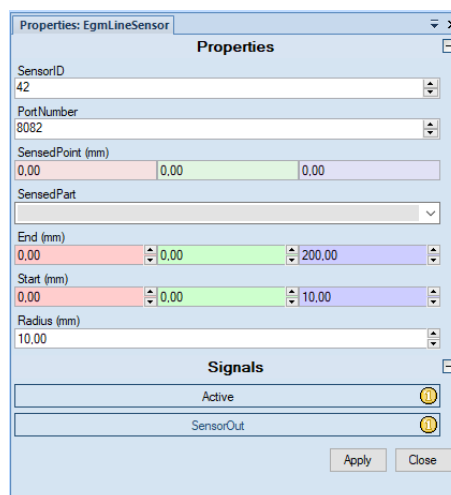 Properties: EgmLineSensor
Properties
SensorID
42
PortNumber
8082
SensedPoint (mm)
0,00 0,00 0,00
SensedPart
End (mm)
0,00 0,00 200,00
Start (mm)
0,00 0,00 10,00
Radius (mm)
10,00
Signals
Active 1
SensorOut 1
Apply Close